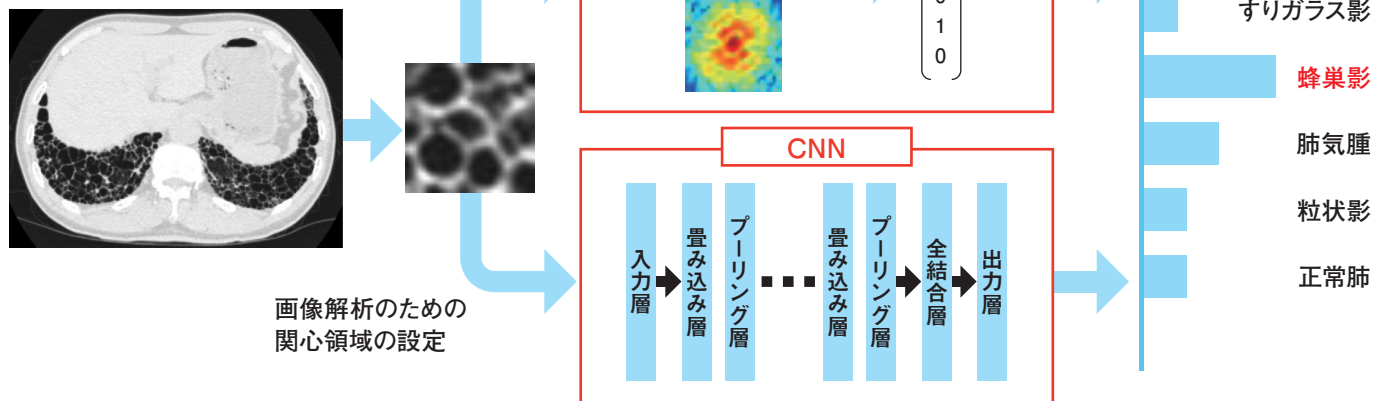 すりガラス影
1
0
蜂巣影
CNN
肺気腫
粒状影
正常肺
入力層
畳み込み層
プーリング層
畳み込み層
プーリング層
全結合層
出力層
画像解析のための
関心領域の設定